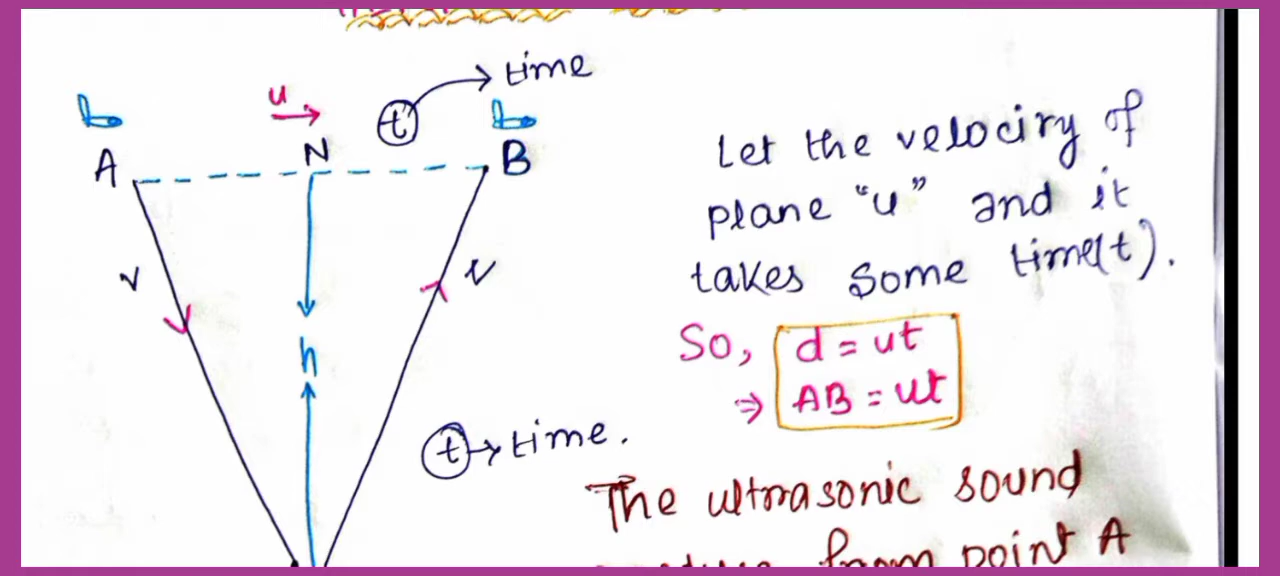 u
t → time
A
N
B
v
v
h
t → time.
Let the velociry of
plane "u" and it
takes some time(t).
So, d = ut
⇒ AB = ut
The ultrasonic sound
from point A